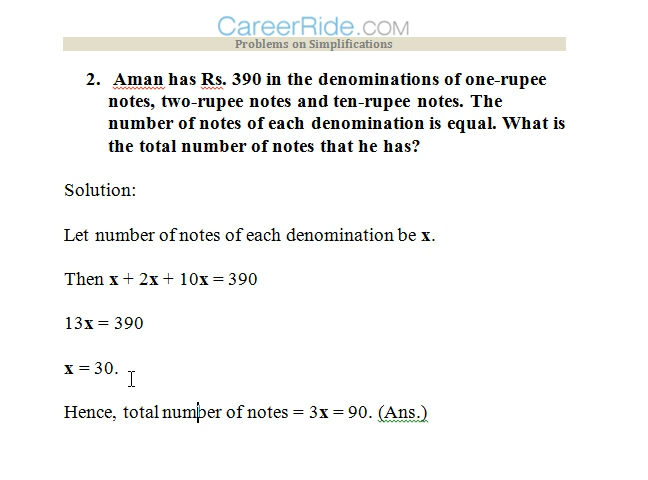 CareerRide.COM
Problems on Simplifications
2. Aman has Rs. 390 in the denominations of one-rupee
notes, two-rupee notes and ten-rupee notes. The
number of notes of each denomination is equal. What is
the total number of notes that he has?
Solution:
Let number of notes of each denomination be x.
Then x + 2x + 10x = 390
13x = 390
x = 30.
Hence, total number of notes = 3x = 90. (Ans.)